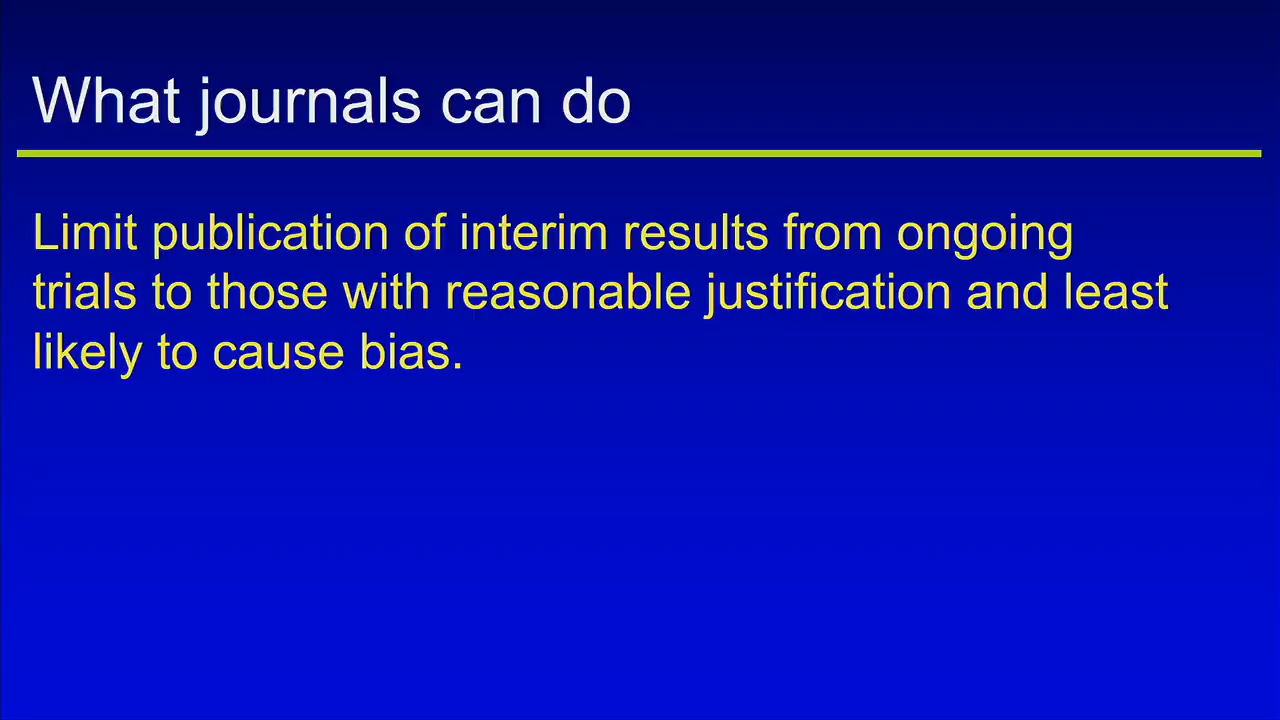 What journals can do
Limit publication of interim results from ongoing
trials to those with reasonable justification and least
likely to cause bias.